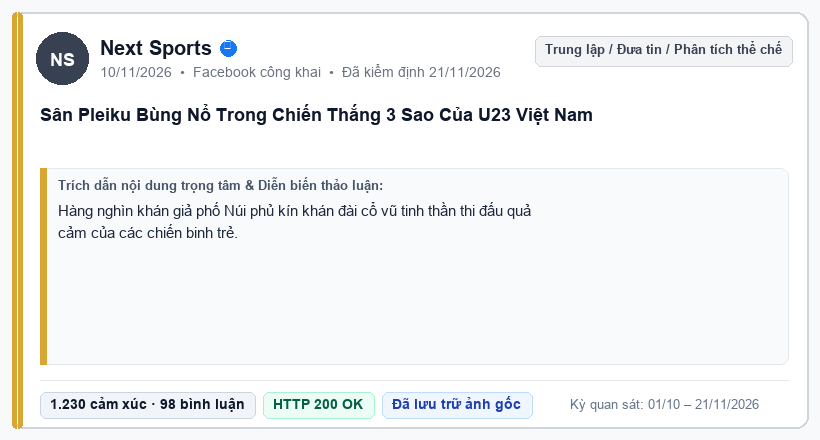 NS
Next Sports
10/11/2026 • Facebook công khai • Đã kiểm định 21/11/2026
Trung lập / Đưa tin / Phân tích thể chế
Sân Pleiku Bùng Nổ Trong Chiến Thắng 3 Sao Của U23 Việt Nam
Trích dẫn nội dung trọng tâm & Diễn biến thảo luận:
Hàng nghìn khán giả phố Núi phủ kín khán đài cổ vũ tinh thần thi đấu quả
cảm của các chiến binh trẻ.
1.230 cảm xúc · 98 bình luận
HTTP 200 OK
Đã lưu trữ ảnh gốc
Kỳ quan sát: 01/10 – 21/11/2026